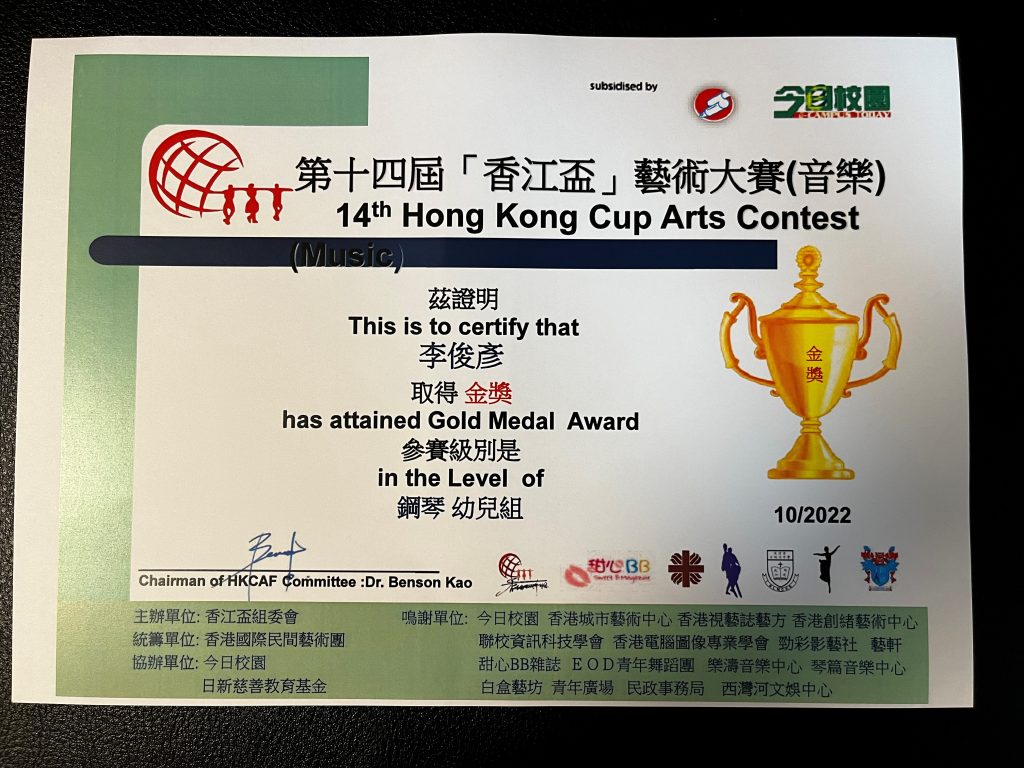 subsidised by
今日校園
e-CAMPUS TODAY
第十四屆「香江盃」藝術大賽(音樂)
14th Hong Kong Cup Arts Contest
(Music)
茲證明
This is to certify that
李俊彥
取得 金獎
has attained Gold Medal Award
參賽級別是
in the Level of
鋼琴 幼兒組
金獎
10/2022
Chairman of HKCAF Committee :Dr. Benson Kao
甜心BB
Sweet B Magazine
主辦單位: 香江盃組委會
統籌單位: 香港國際民間藝術團
協辦單位: 今日校園
日新慈善教育基金
鳴謝單位: 今日校園 香港城市藝術中心 香港視藝誌藝方 香港創緒藝術中心
聯校資訊科技學會 香港電腦圖像專業學會 勁彩影藝社 藝軒
甜心BB雜誌 EOD青年舞蹈團 樂濤音樂中心 琴篇音樂中心
白盒藝坊 青年廣場 民政事務局 西灣河文娛中心